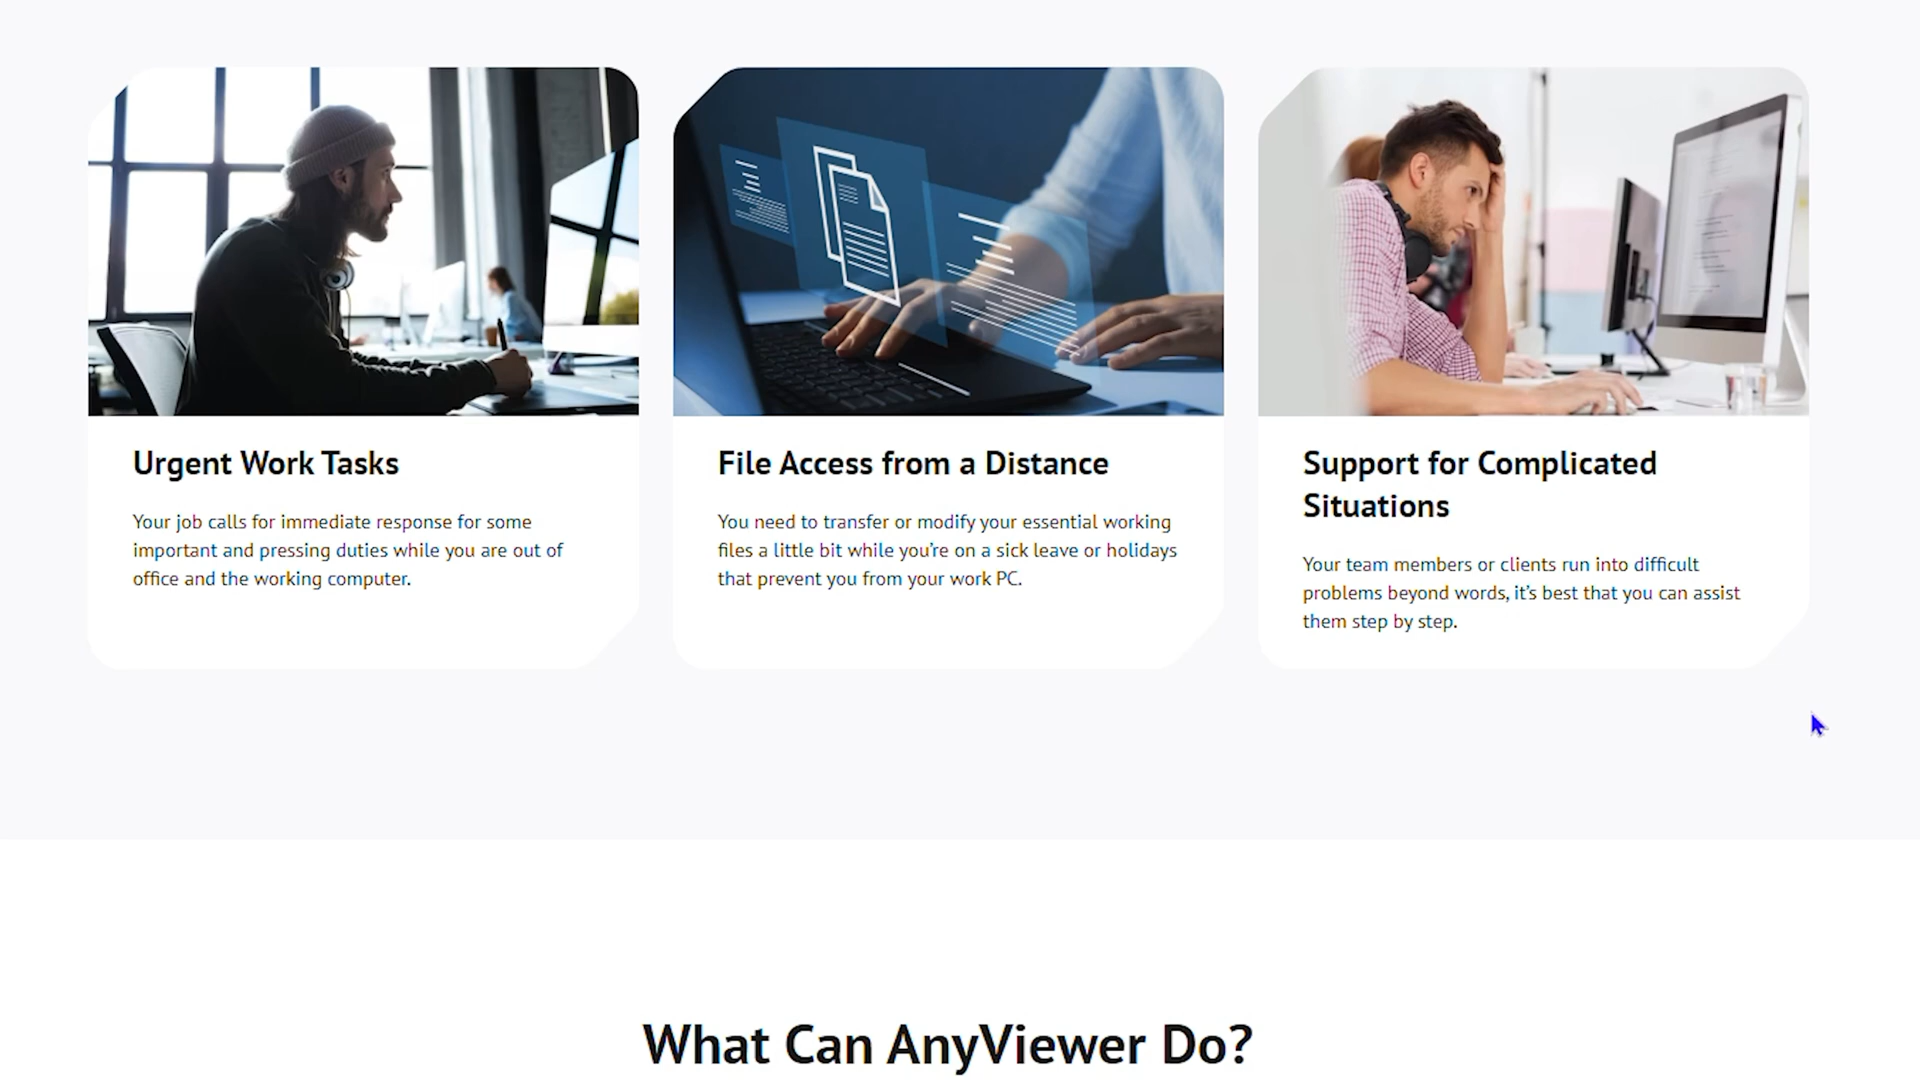 Urgent Work Tasks
Your job calls for immediate response for some
important and pressing duties while you are out of
office and the working computer.
File Access from a Distance
You need to transfer or modify your essential working
files a little bit while you’re on a sick leave or holidays
that prevent you from your work PC.
Support for Complicated
Situations
Your team members or clients run into difficult
problems beyond words, it’s best that you can assist
them step by step.
What Can AnyViewer Do?